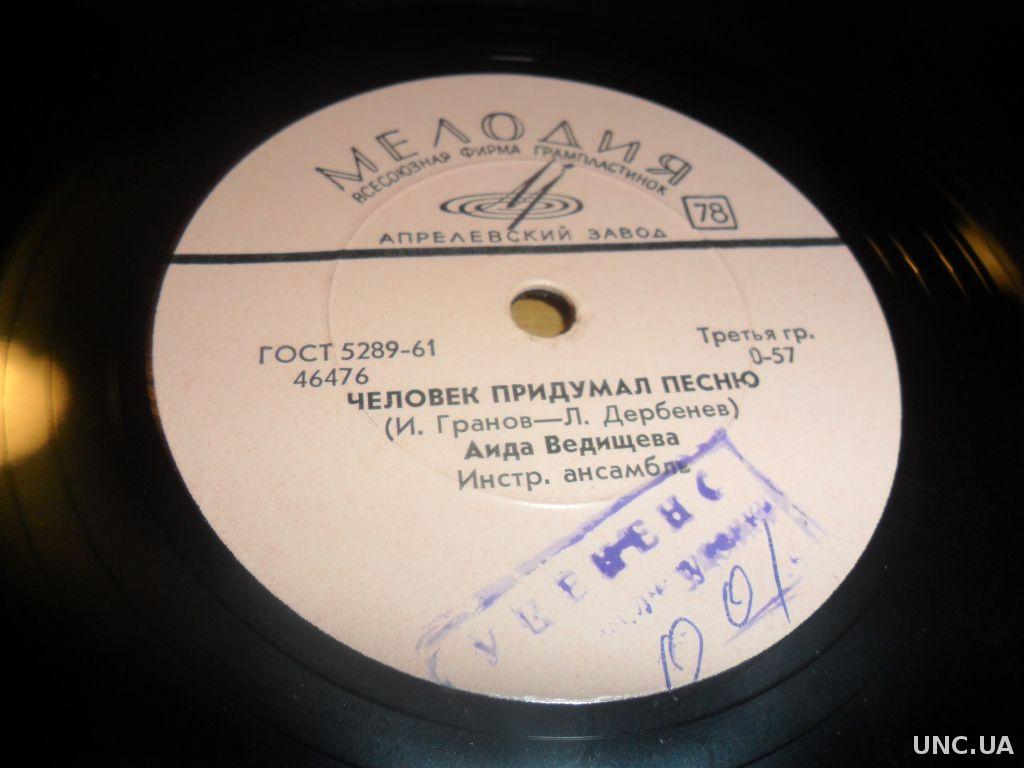 МЕЛОДИЯ
ВСЕСОЮЗНАЯ ФИРМА ГРАМПЛАСТИНОК
78
АПРЕЛЕВСКИЙ ЗАВОД
ГОСТ 5289-61
46476
Третья гр.
0-57
ЧЕЛОВЕК ПРИДУМАЛ ПЕСНЮ
(И. Гранов—Л. Дербенев)
Аида Ведищева
Инстр. ансамбль
УЦЕНЕНО
UNC.UA